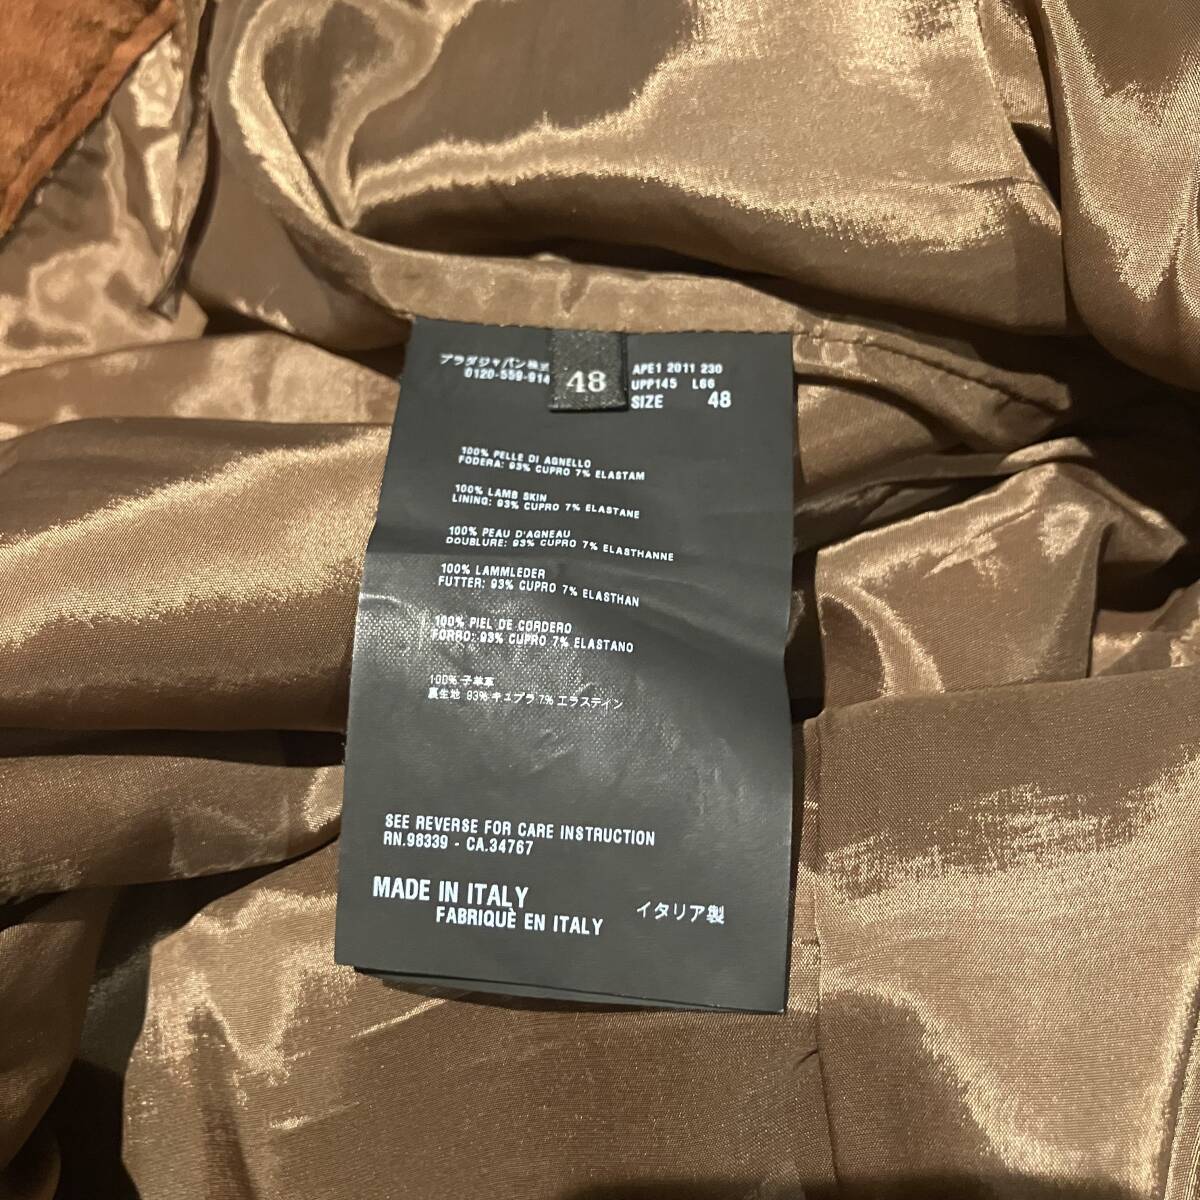 プラダジャパン株式
0120-559-914
48
APE1 2011 230
UPP145 L66
SIZE 48
100% PELLE DI AGNELLO
FODERA: 93% CUPRO 7% ELASTAM
100% LAMB SKIN
LINING: 93% CUPRO 7% ELASTANE
100% PEAU D'AGNEAU
DOUBLURE: 93% CUPRO 7% ELASTHANNE
100% LAMMLEDER
FUTTER: 93% CUPRO 7% ELASTHAN
100% PIEL DE CORDERO
FORRO: 93% CUPRO 7% ELASTANO
100% 子羊革
裏生地 93% キュプラ 7% エラステイン
SEE REVERSE FOR CARE INSTRUCTION
RN.98339 - CA.34767
MADE IN ITALY
FABRIQUÈ EN ITALY
イタリア製